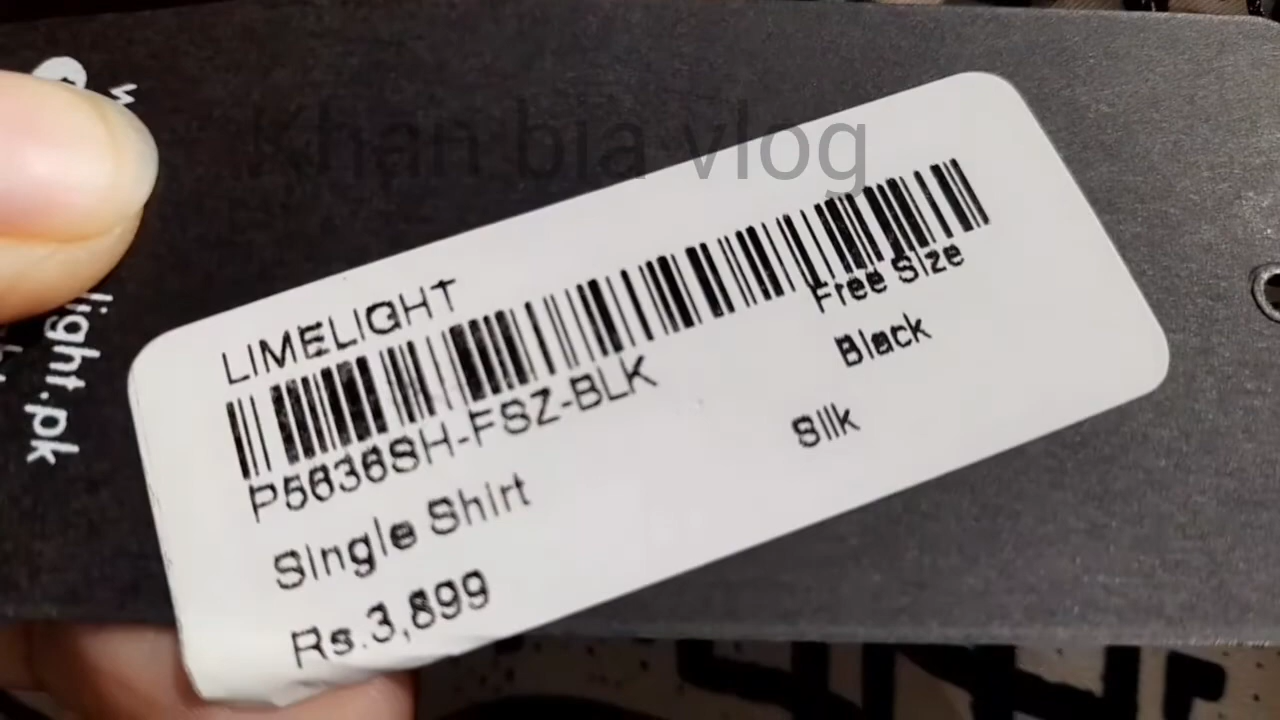 Khan bia vlog
LIMELIGHT
P5636SH-FSZ-BLK
Free Size
Black
Single Shirt
Silk
Rs.3,899
light.pk